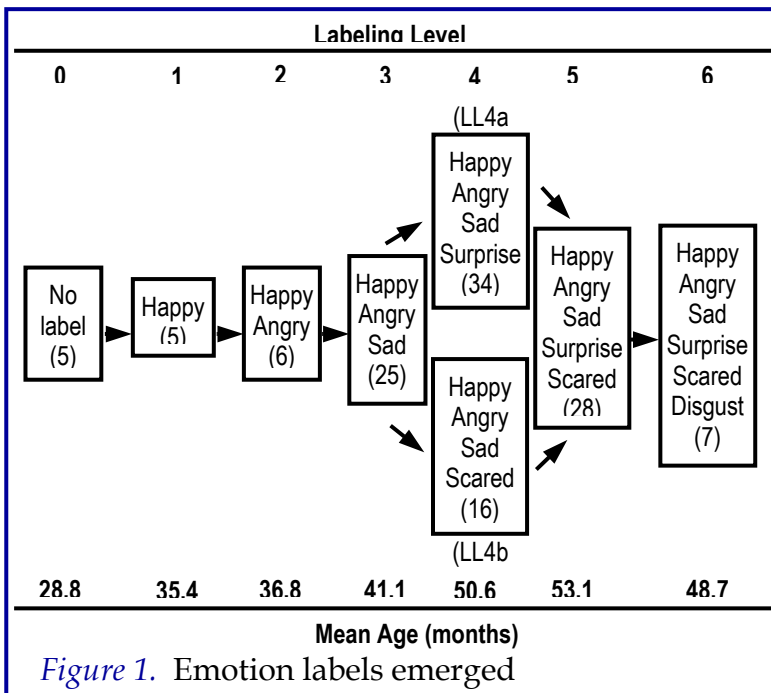 Labeling Level
0 1 2 3 4 5 6
No
label
(5)
Happy
(5)
Happy
Angry
(6)
Happy
Angry
Sad
(25)
(LL4a
Happy
Angry
Sad
Surprise
(34)
Happy
Angry
Sad
Scared
(16)
(LL4b
Happy
Angry
Sad
Surprise
Scared
(28)
Happy
Angry
Sad
Surprise
Scared
Disgust
(7)
28.8 35.4 36.8 41.1 50.6 53.1 48.7
Mean Age (months)
Figure 1. Emotion labels emerged